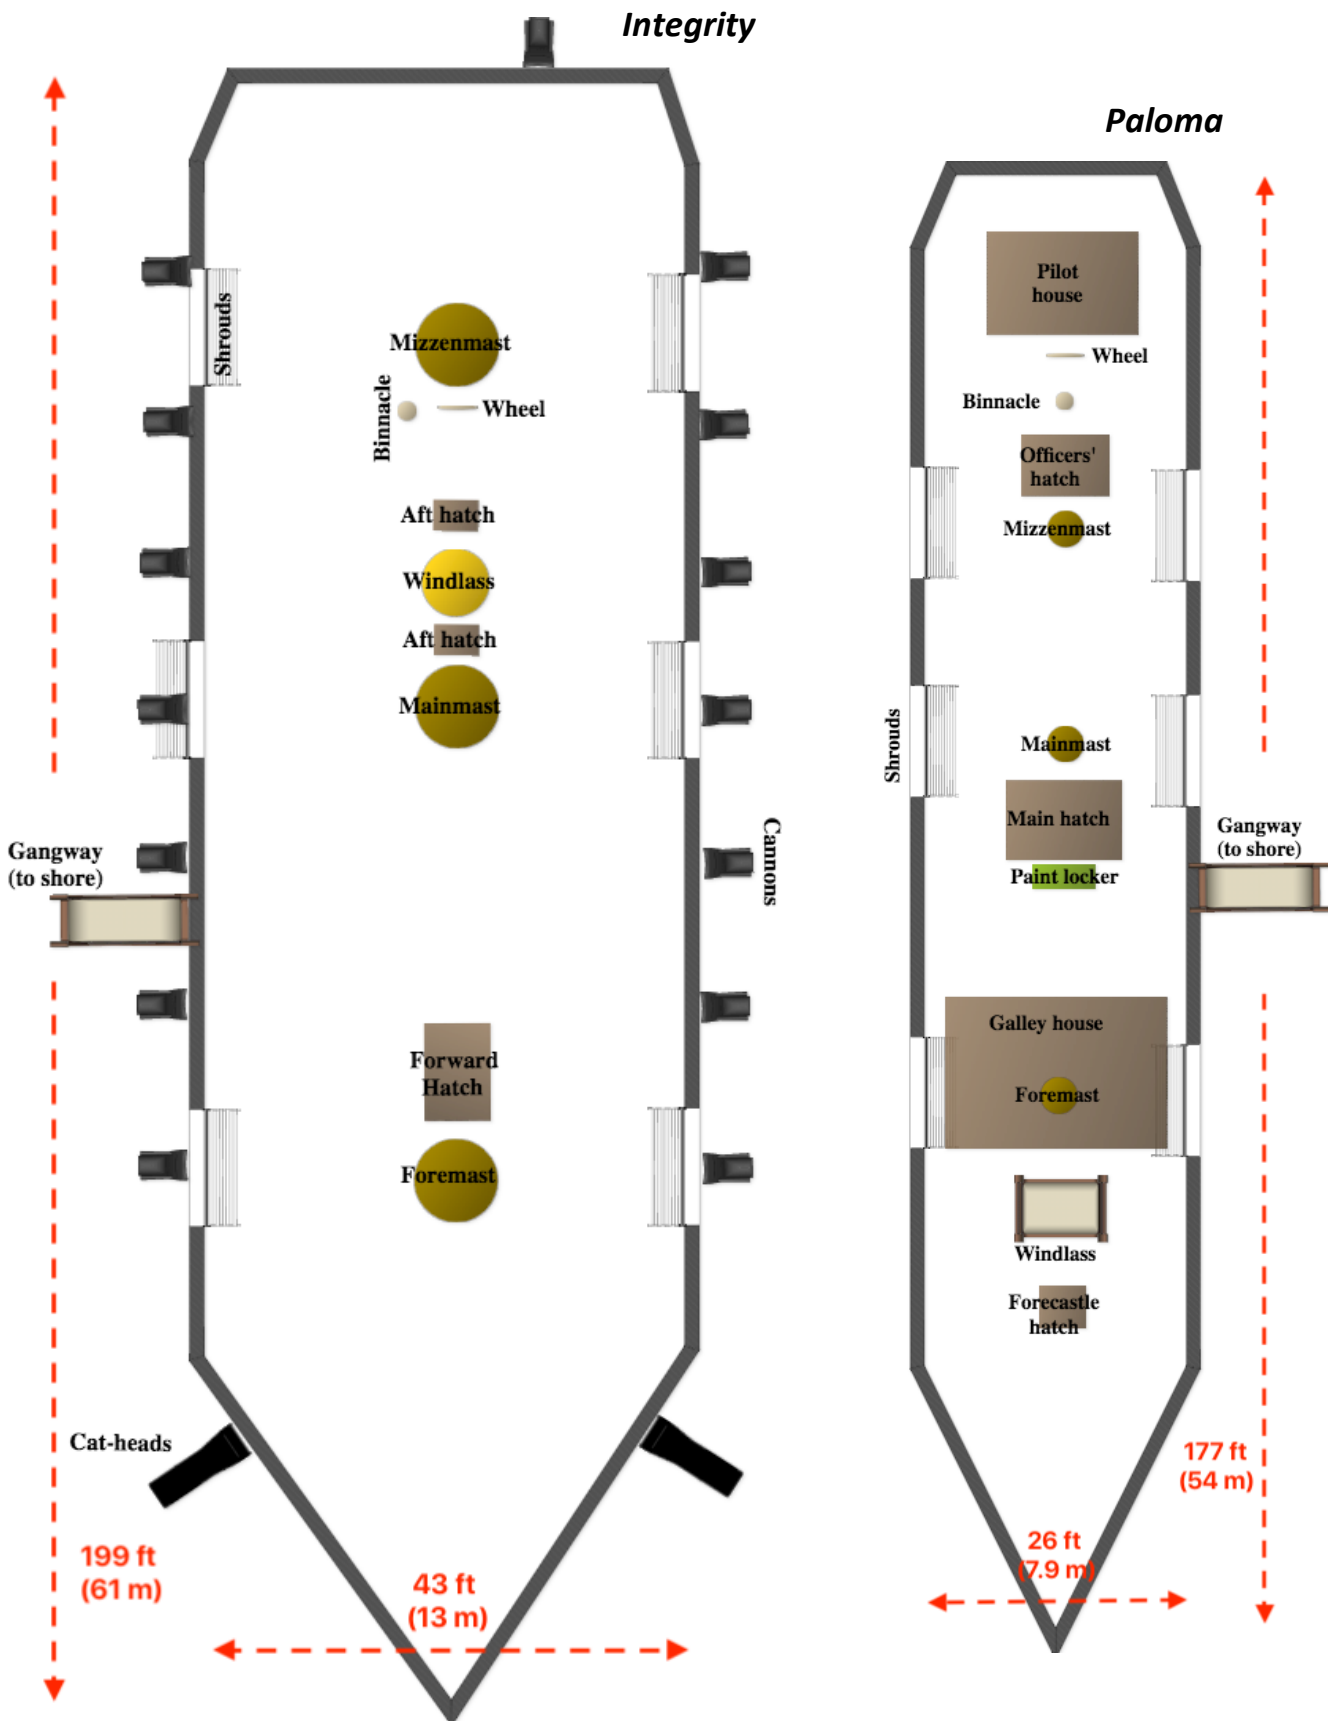 Integrity
Shrouds
Mizzenmast
Binnacle
Wheel
Aft hatch
Windlass
Aft hatch
Mainmast
Cannons
Gangway
(to shore)
Forward
Hatch
Foremast
Cat-heads
199 ft
(61 m)
43 ft
(13 m)
Paloma
Pilot
house
Wheel
Binnacle
Officers'
hatch
Mizzenmast
Shrouds
Mainmast
Main hatch
Paint locker
Gangway
(to shore)
Galley house
Foremast
Windlass
Forecastle
hatch
177 ft
(54 m)
26 ft
(7.9 m)